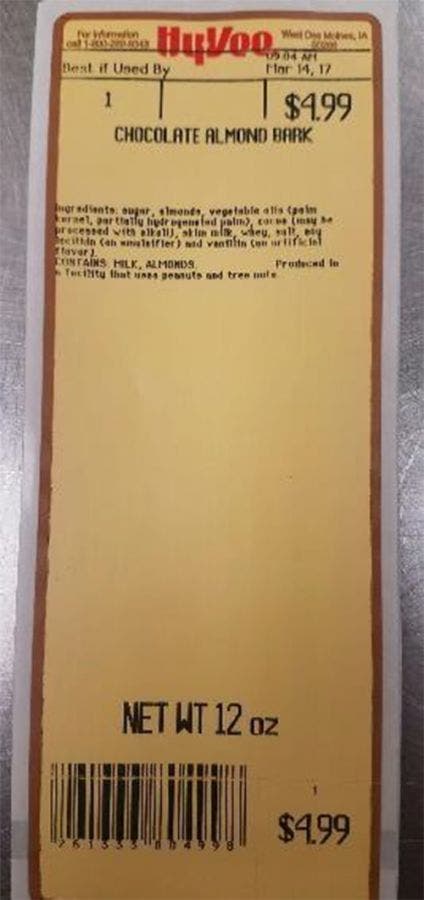 For Information
HyVee
West Des Moines, IA
call 1-800-289-8343
50266
09:04 AM
Best if Used By
Mar 14, 17
1
$4.99
CHOCOLATE ALMOND BARK
Ingredients: sugar, almonds, vegetable oils (palm
kernel, partially hydrogenated palm), cocoa (may be
processed with alkali), skim milk, whey, salt, soy
lecithin (an emulsifier) and vanillin (an artificial
flavor).
CONTAINS MILK, ALMONDS. Produced in
a facility that uses peanuts and tree nuts.
NET WT 12 oz
1
$4.99